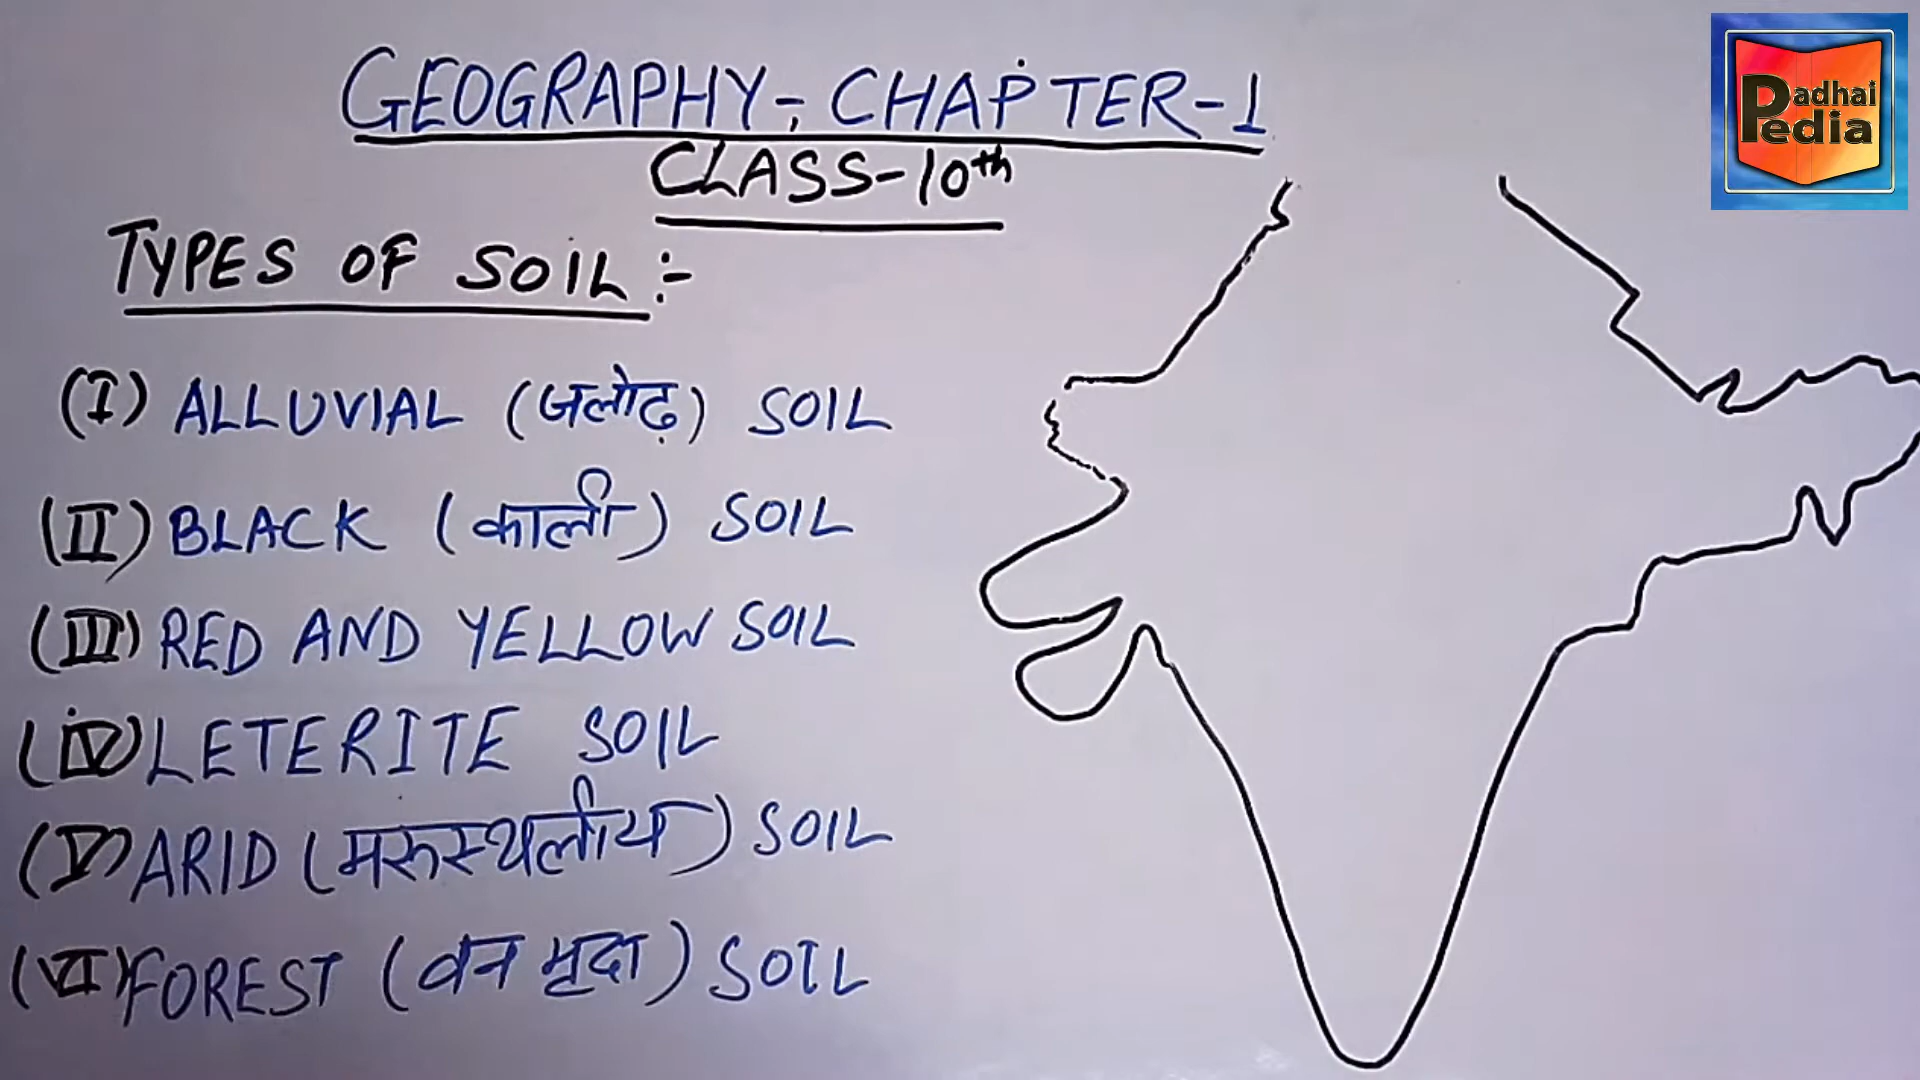 GEOGRAPHY:- CHAPTER-1
CLASS-10th
TYPES OF SOIL:-
(I) ALLUVIAL (जलोढ़) SOIL
(II) BLACK (काली) SOIL
(III) RED AND YELLOW SOIL
(IV) LETERITE SOIL
(V) ARID (मरुस्थलीय) SOIL
(VI) FOREST (वन मृदा) SOIL
Padhai
Pedia